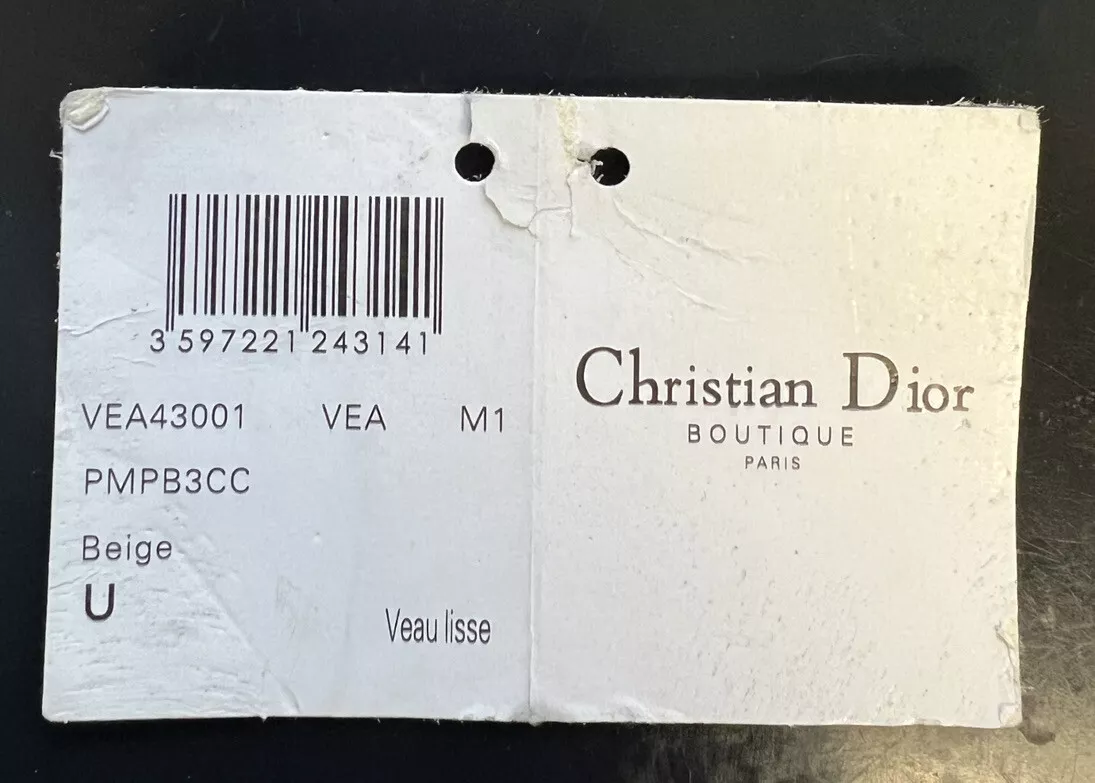 3 597221 243141
VEA43001 VEA M1
PMPB3CC
Beige
U
Veau lisse
Christian Dior
BOUTIQUE
PARIS